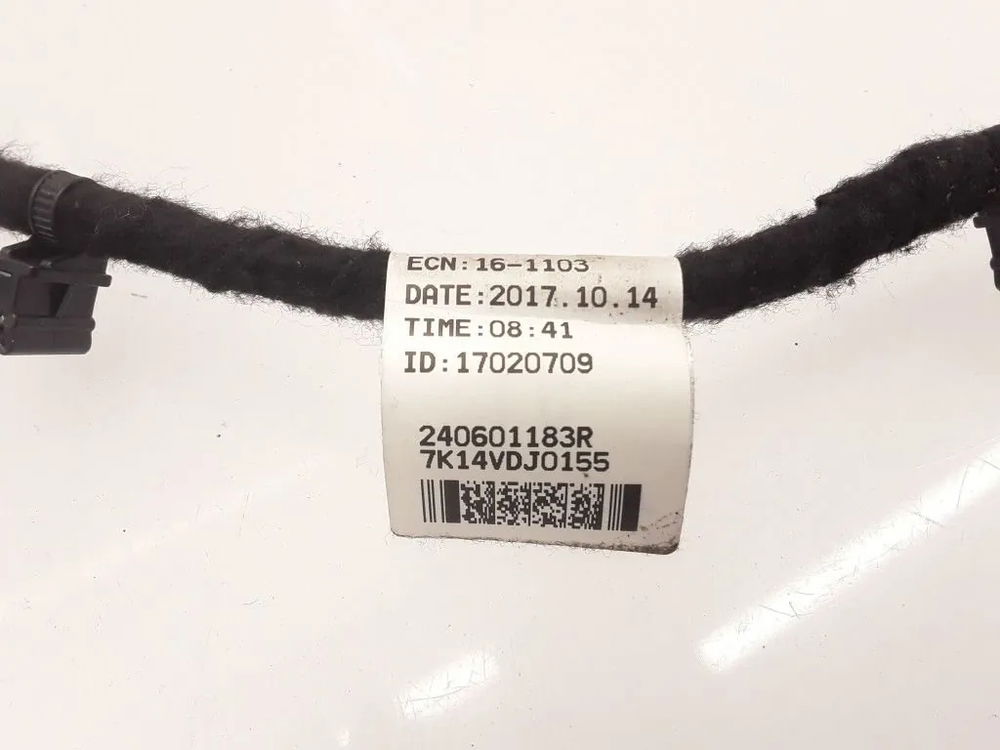 ECN:16-1103
DATE:2017.10.14
TIME:08:41
ID:17020709
240601183R
7K14VDJ0155